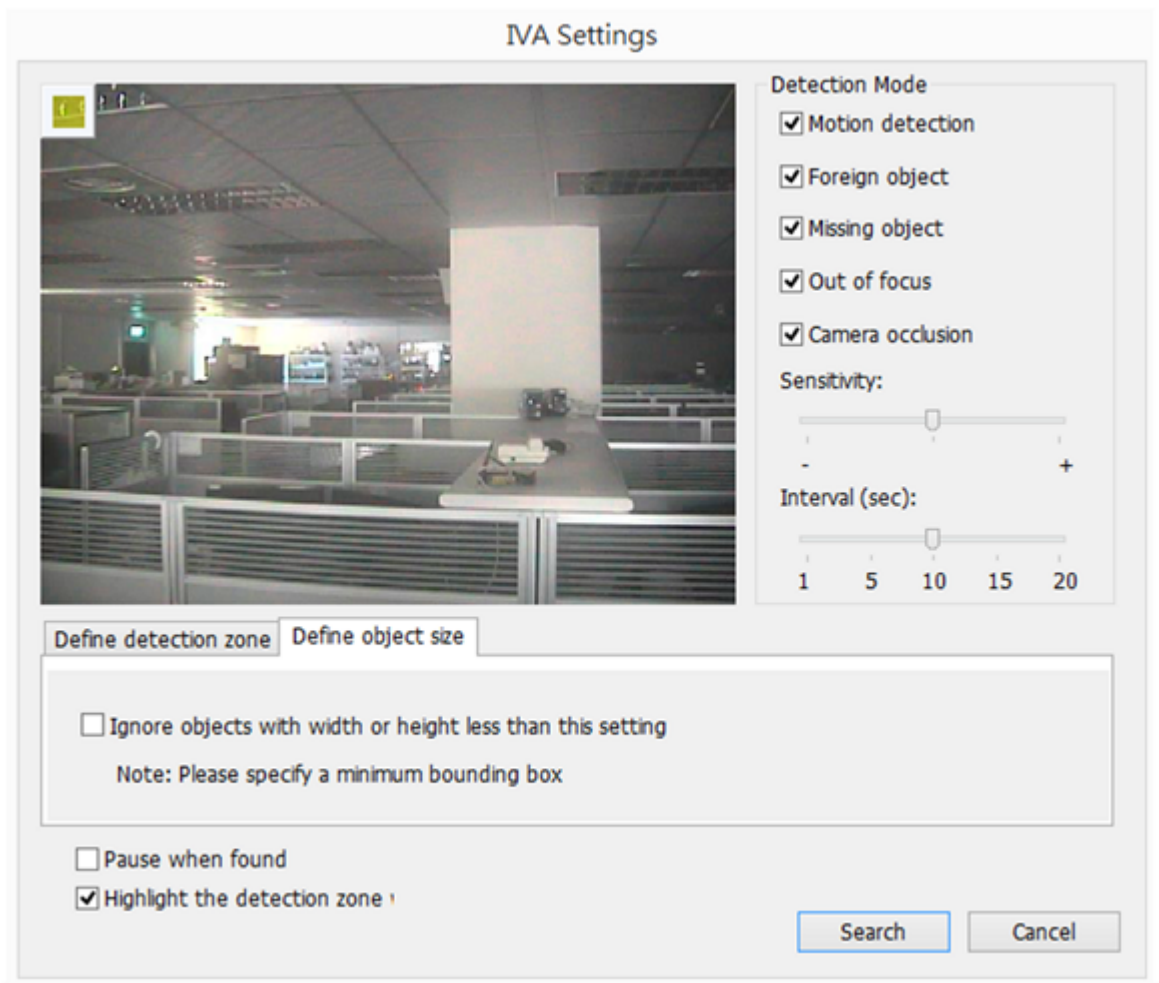 IVA Settings
Detection Mode
Motion detection
Foreign object
Missing object
Out of focus
Camera occlusion
Sensitivity:
- +
Interval (sec):
1 5 10 15 20
Define detection zone Define object size
Ignore objects with width or height less than this setting
Note: Please specify a minimum bounding box
Pause when found
Highlight the detection zone
Search Cancel